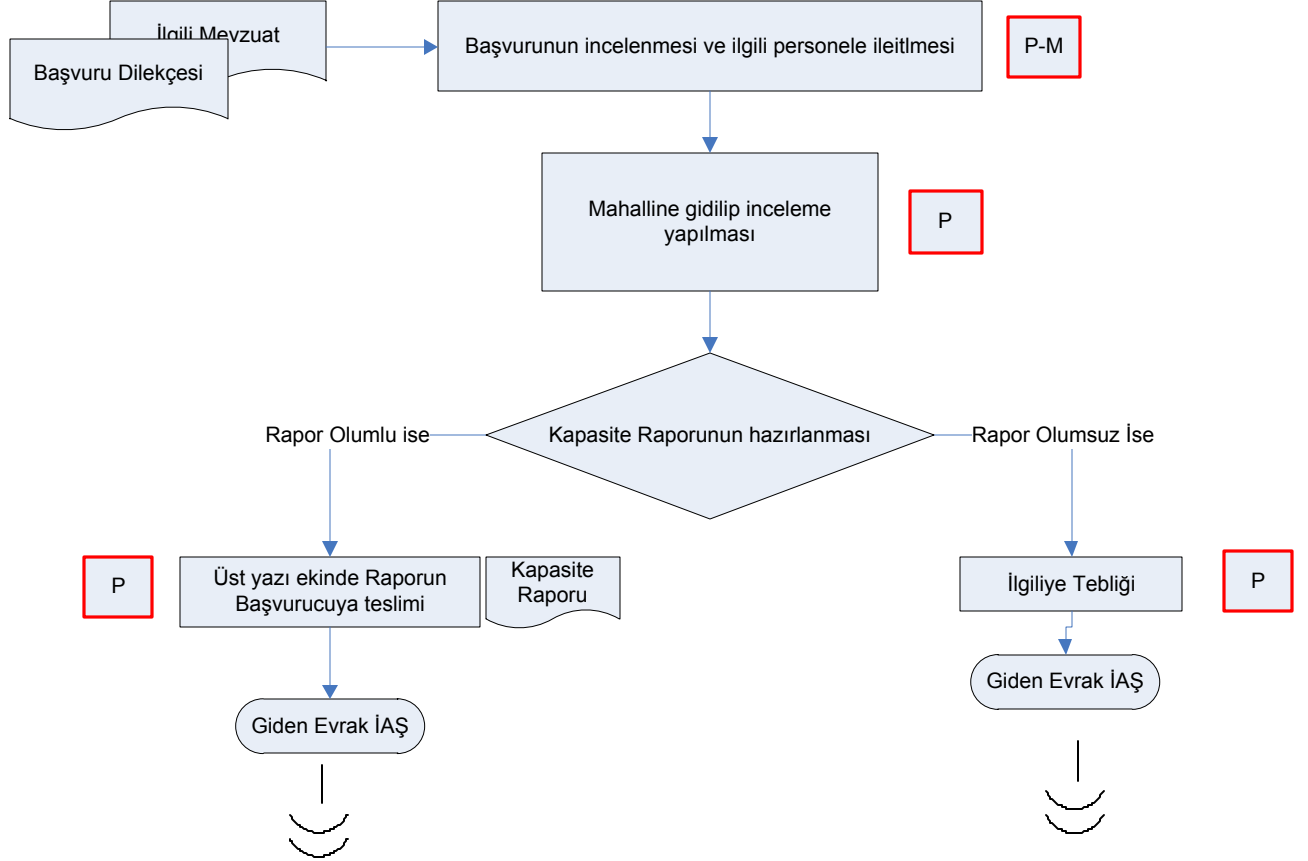 İlgili Mevzuat
Başvuru Dilekçesi
Başvurunun incelenmesi ve ilgili personele ileitlmesi
P-M
Mahalline gidilip inceleme
yapılması
P
Kapasite Raporunun hazırlanması
Rapor Olumlu ise
Rapor Olumsuz İse
P
Üst yazı ekinde Raporun
Başvurucuya teslimi
Kapasite
Raporu
İlgiliye Tebliği
P
Giden Evrak İAŞ
Giden Evrak İAŞ